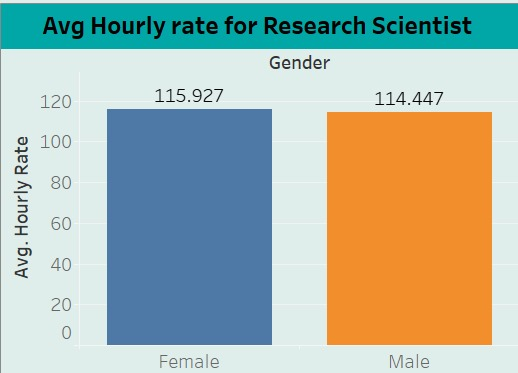 Avg Hourly rate for Research Scientist
Gender
115.927
114.447
Avg. Hourly Rate
120
100
80
60
40
20
0
Female
Male